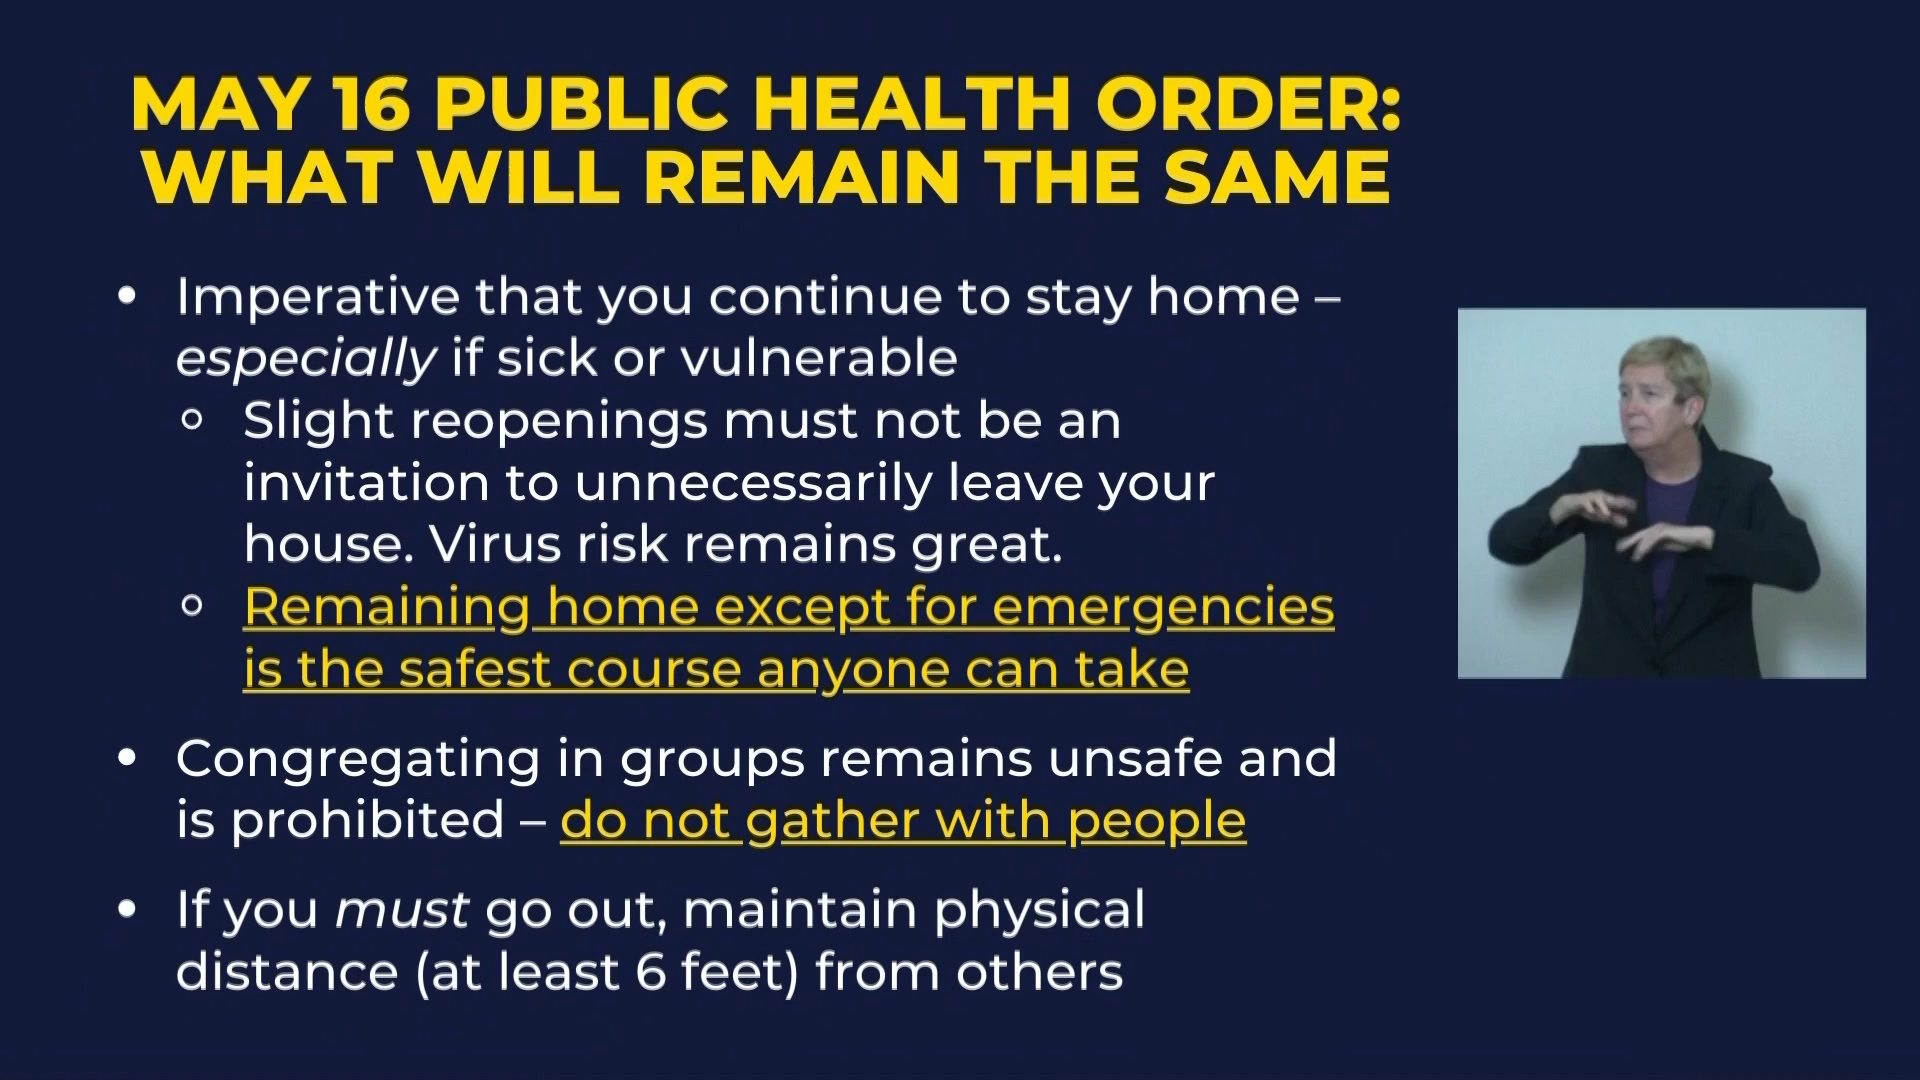 MAY 16 PUBLIC HEALTH ORDER:
WHAT WILL REMAIN THE SAME
• Imperative that you continue to stay home –
especially if sick or vulnerable
○ Slight reopenings must not be an
invitation to unnecessarily leave your
house. Virus risk remains great.
○ Remaining home except for emergencies
is the safest course anyone can take
• Congregating in groups remains unsafe and
is prohibited – do not gather with people
• If you must go out, maintain physical
distance (at least 6 feet) from others